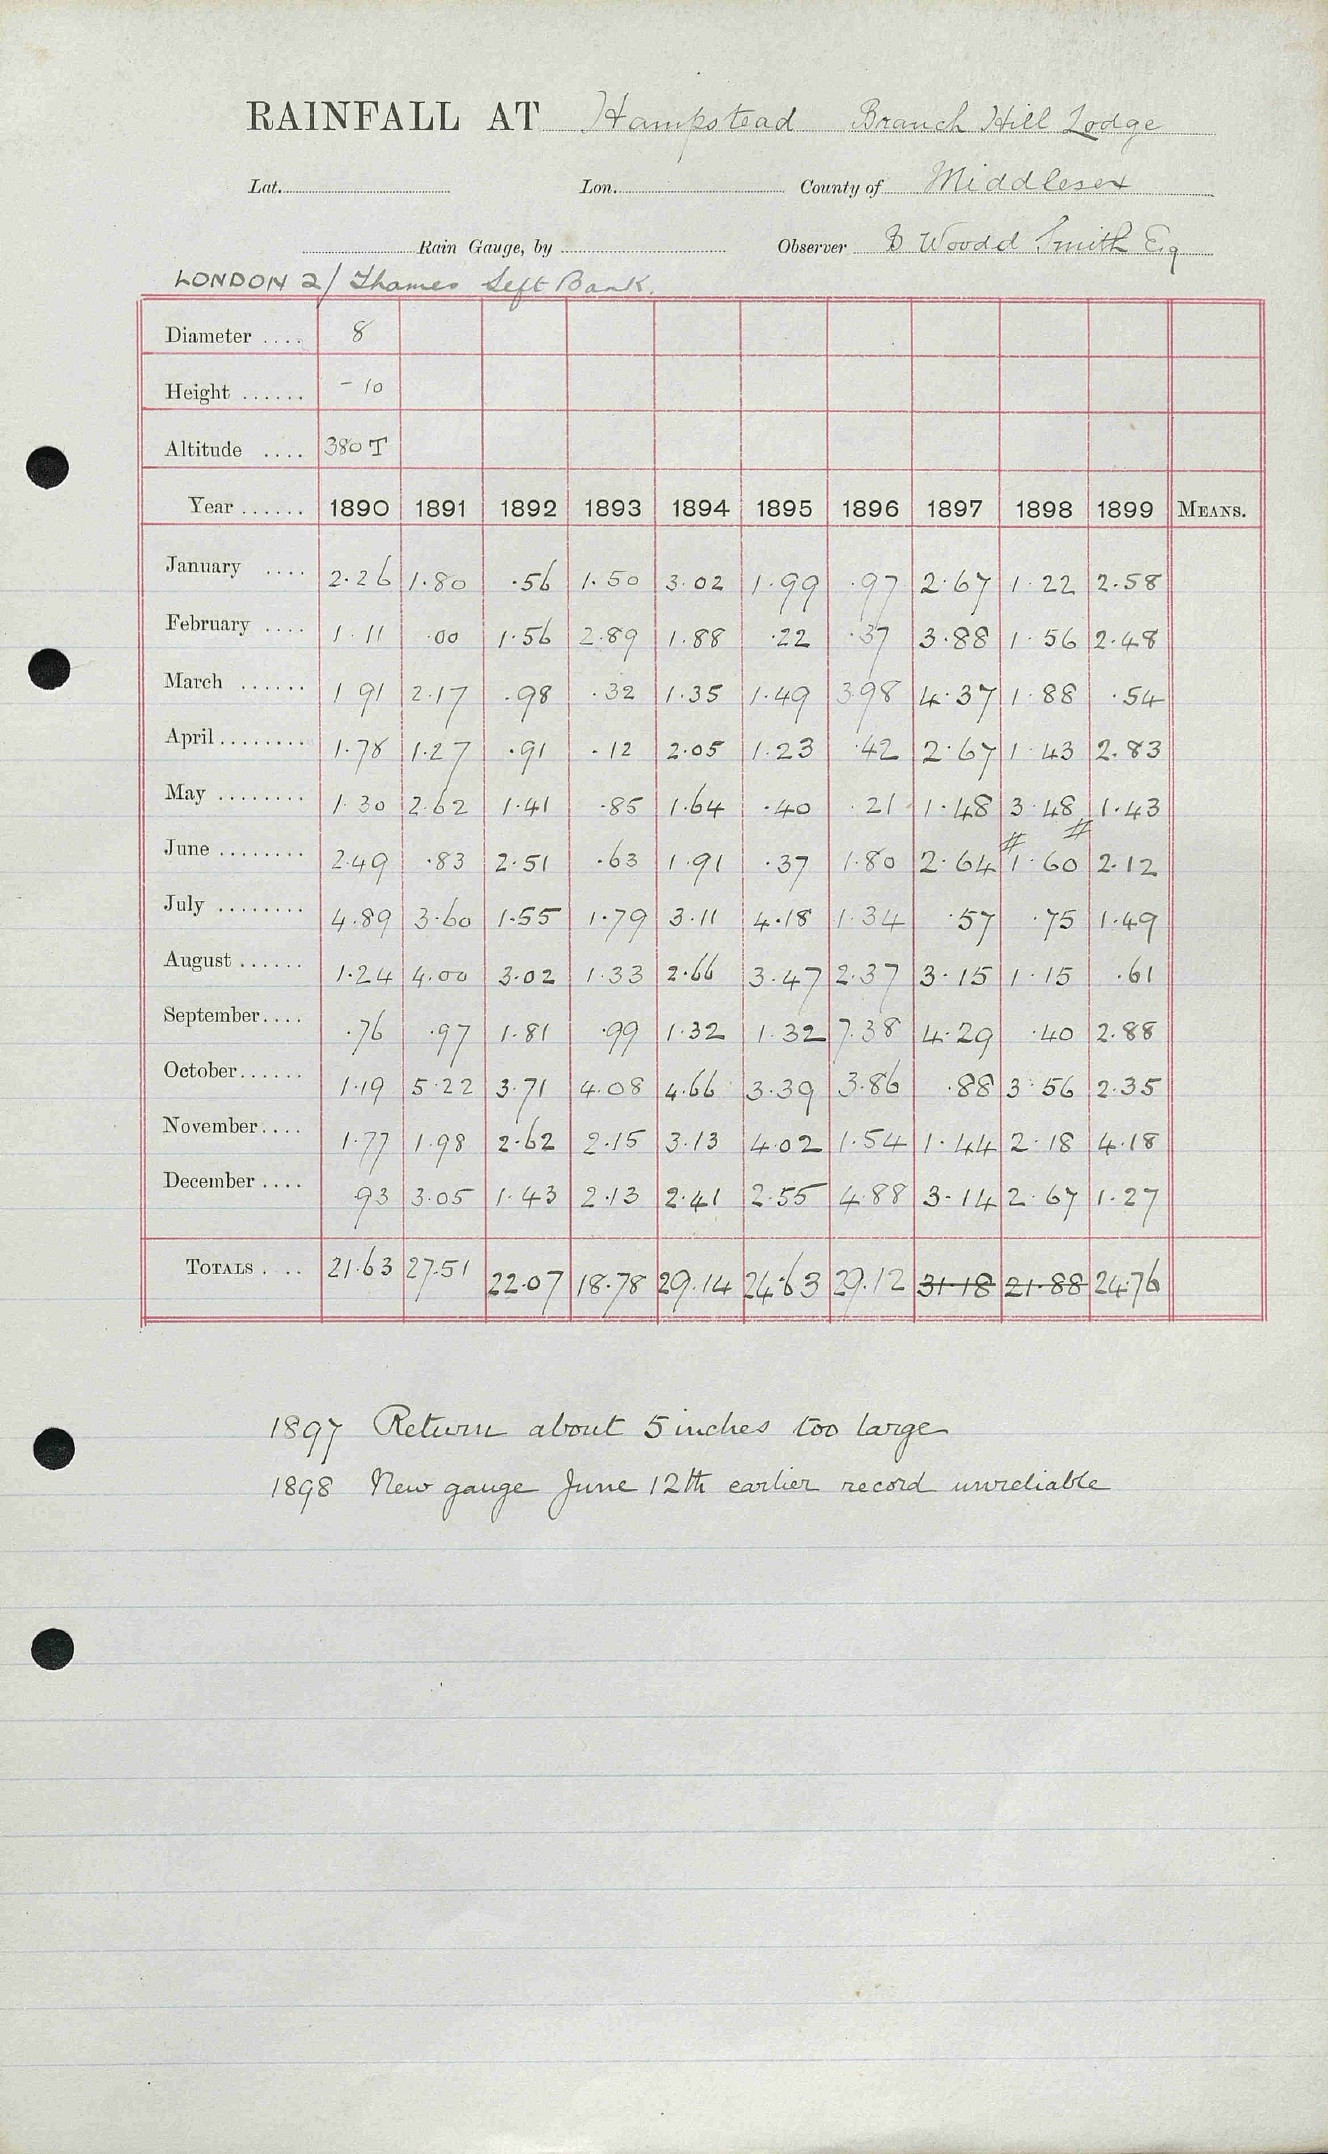 RAINFALL AT Hampstead Branch Hill Lodge
Lat. Lon. County of Middlesex
Rain Gauge, by Observer B Woodd Smith Esq
LONDON 2/ Thames Left Bank.
Diameter .... 8
Height ...... - 10
Altitude .... 380 T
Year ...... 1890 1891 1892 1893 1894 1895 1896 1897 1898 1899 MEANS.
January .... 2.26 1.80 .56 1.50 3.02 1.99 .97 2.67 1.22 2.58
February .... 1.11 .00 1.56 2.89 1.88 .22 .37 3.88 1.56 2.48
March ...... 1 91 2.17 .98 .32 1.35 1.49 3.98 4.37 1.88 .54
April ........ 1.78 1.27 .91 .12 2.05 1.23 .42 2.67 1.43 2.83
May ........ 1.30 2.62 1.41 .85 1.64 .40 .21 1.48 3.48 1.43
June ........ 2.49 .83 2.51 .63 1.91 .37 1.80 2.64 #1.60# 2.12
July ........ 4.89 3.60 1.55 1.79 3.11 4.18 1.34 .57 .75 1.49
August ...... 1.24 4.00 3.02 1.33 2.66 3.47 2.37 3.15 1.15 .61
September .... .76 .97 1.81 .99 1.32 1.32 7.38 4.29 .40 2.88
October ...... 1.19 5.22 3.71 4.08 4.66 3.39 3.86 .88 3.56 2.35
November .... 1.77 1.98 2.62 2.15 3.13 4.02 1.54 1.44 2.18 4.18
December .... .93 3.05 1.43 2.13 2.41 2.55 4.88 3.14 2.67 1.27
TOTALS . .. 21.63 27.51 22.07 18.78 29.14 24.63 29.12 31.18 21.88 24.76
1897 Return about 5 inches too large
1898 New gauge June 12th earlier record unreliable